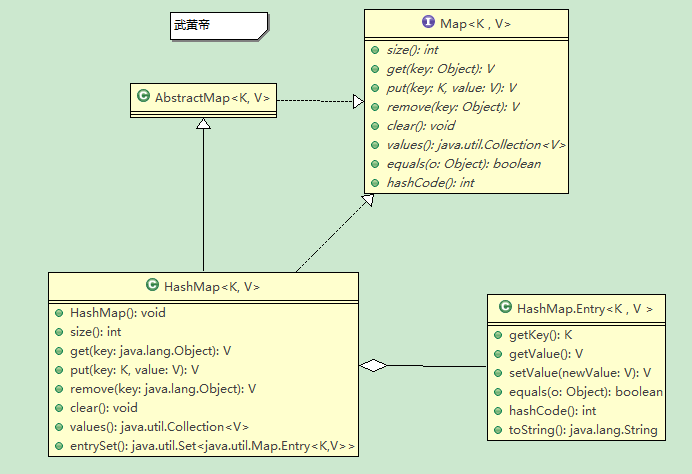 武黄帝
Map<K , V>
size(): int
get(key: Object): V
put(key: K, value: V): V
remove(key: Object): V
clear(): void
values(): java.util.Collection<V>
equals(o: Object): boolean
hashCode(): int
AbstractMap<K, V>
HashMap<K, V>
HashMap(): void
size(): int
get(key: java.lang.Object): V
put(key: K, value: V): V
remove(key: java.lang.Object): V
clear(): void
values(): java.util.Collection<V>
entrySet(): java.util.Set<java.util.Map.Entry<K,V>>
HashMap.Entry<K , V >
getKey(): K
getValue(): V
setValue(newValue: V): V
equals(o: Object): boolean
hashCode(): int
toString(): java.lang.String